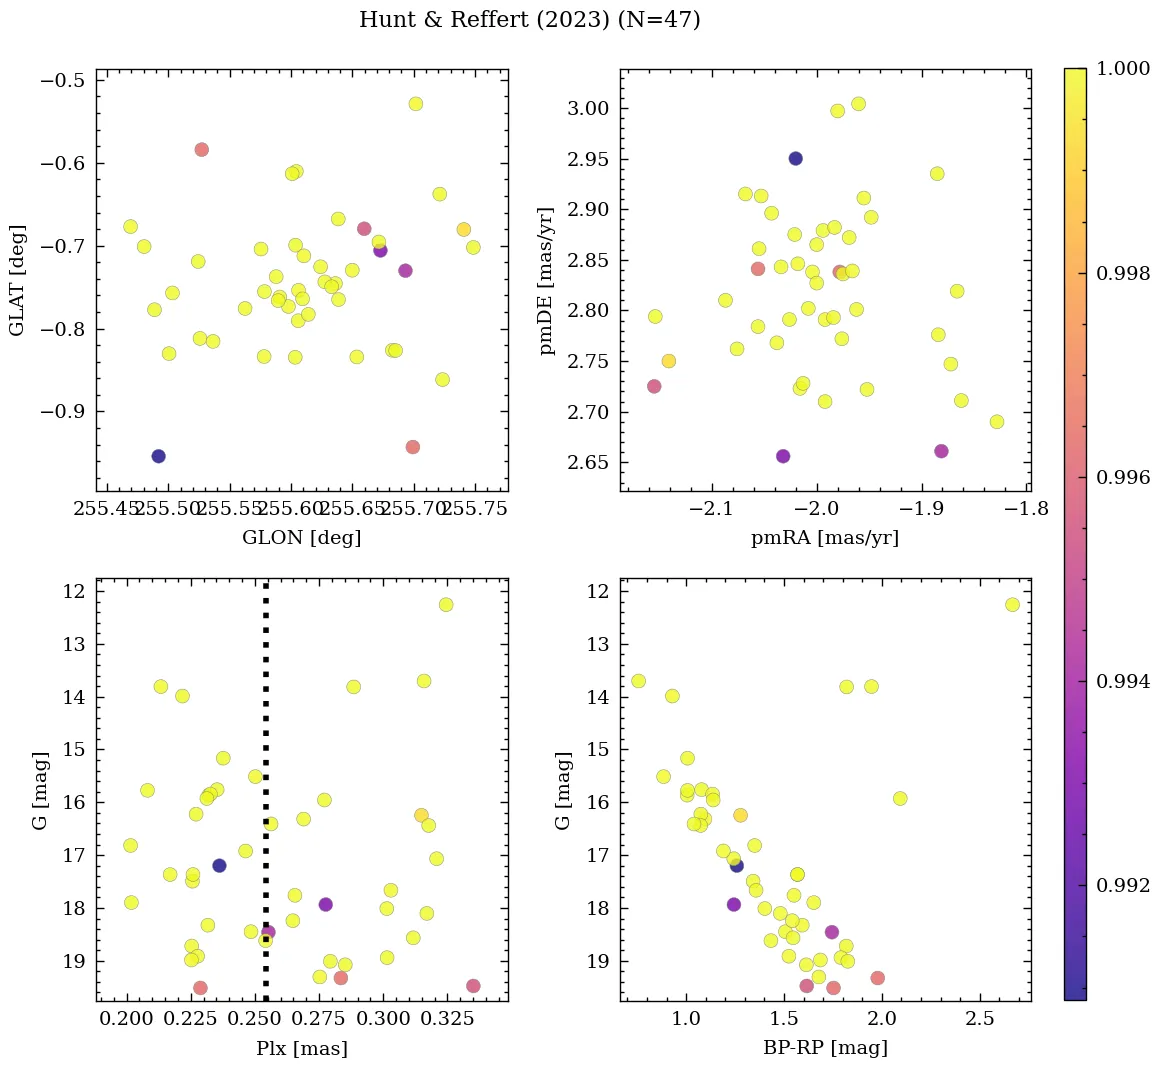 Hunt & Reffert (2023) (N=47)
−0.5
−0.6
−0.7
−0.8
−0.9
GLAT [deg]
255.45 255.50 255.55 255.60 255.65 255.70 255.75
GLON [deg]
3.00
2.95
2.90
2.85
2.80
2.75
2.70
2.65
pmDE [mas/yr]
−2.1 −2.0 −1.9 −1.8
pmRA [mas/yr]
12
13
14
15
16
17
18
19
G [mag]
0.200 0.225 0.250 0.275 0.300 0.325
Plx [mas]
12
13
14
15
16
17
18
19
G [mag]
1.0 1.5 2.0 2.5
BP-RP [mag]
1.000
0.998
0.996
0.994
0.992